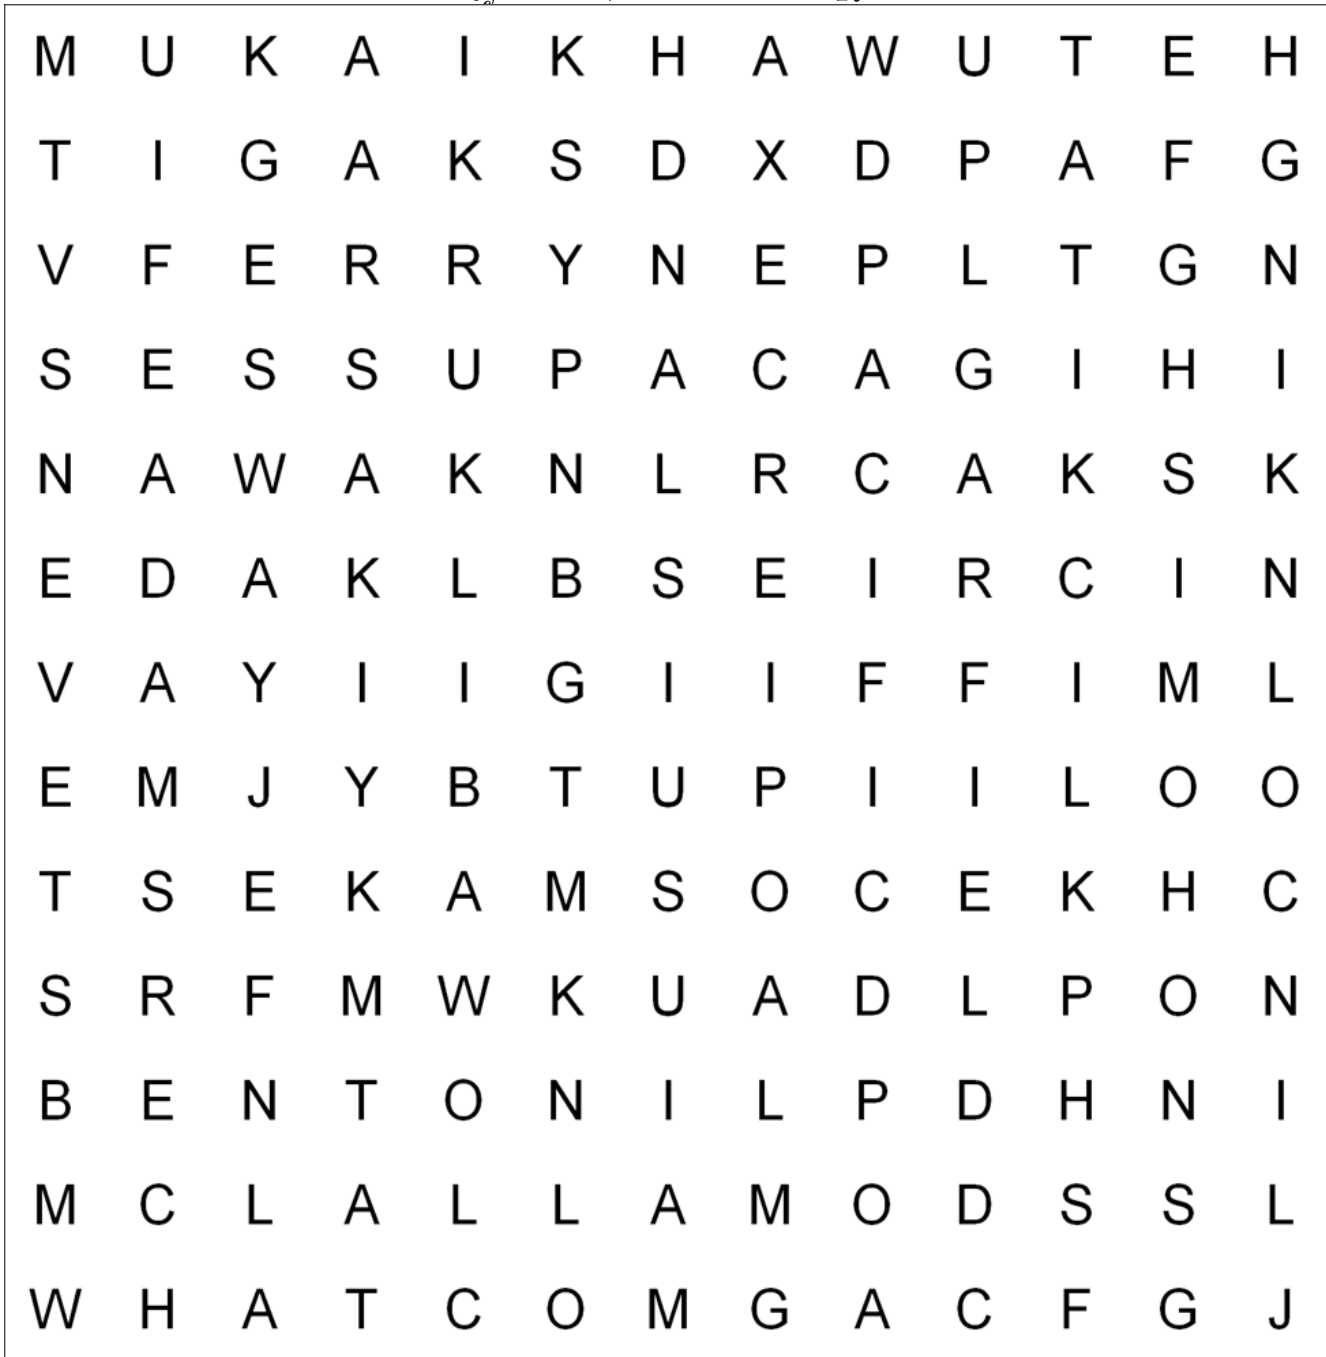 M U K A I K H A W U T E H
T I G A K S D X D P A F G
V F E R R Y N E P L T G N
S E S S U P A C A G I H I
N A W A K N L R C A K S K
E D A K L B S E I R C I N
V A Y I I G I I F F I M L
E M J Y B T U P I I L O O
T S E K A M S O C E K H C
S R F M W K U A D L P O N
B E N T O N I L P D H N I
M C L A L L A M O D S S L
W H A T C O M G A C F G J